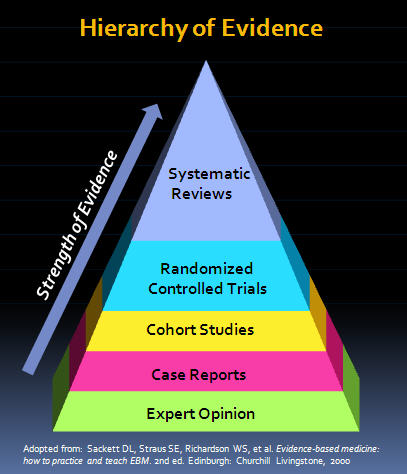 Hierarchy of Evidence
Strength of Evidence
Systematic
Reviews
Randomized
Controlled Trials
Cohort Studies
Case Reports
Expert Opinion
Adopted from: Sackett DL, Straus SE, Richardson WS, et al. Evidence-based medicine:
how to practice and teach EBM. 2nd ed. Edinburgh: Churchill Livingstone, 2000